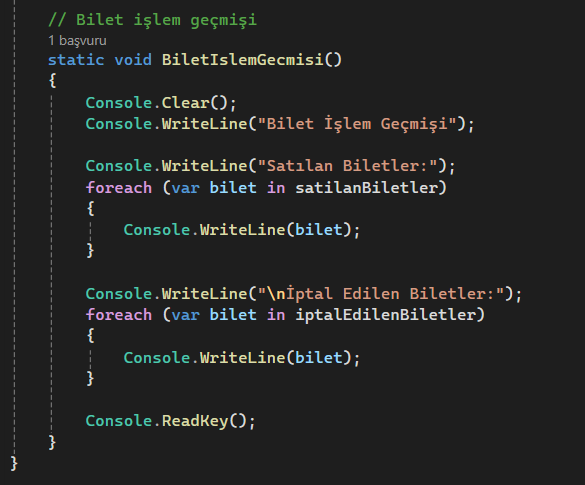 // Bilet işlem geçmişi
1 başvuru
static void BiletIslemGecmisi()
{
Console.Clear();
Console.WriteLine("Bilet İşlem Geçmişi");
Console.WriteLine("Satılan Biletler:");
foreach (var bilet in satilanBiletler)
{
Console.WriteLine(bilet);
}
Console.WriteLine("\nİptal Edilen Biletler:");
foreach (var bilet in iptalEdilenBiletler)
{
Console.WriteLine(bilet);
}
Console.ReadKey();
}
}